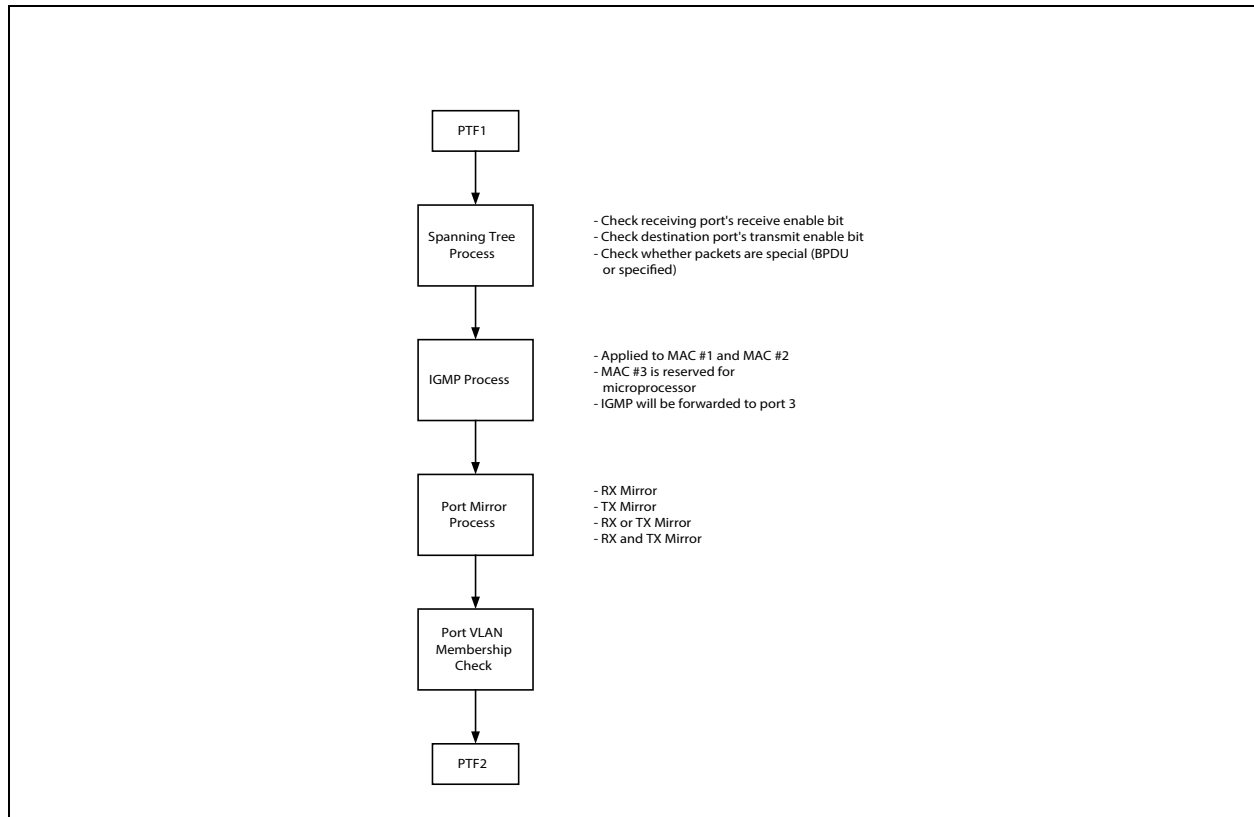 PTF1
Spanning Tree
Process
- Check receiving port's receive enable bit
- Check destination port's transmit enable bit
- Check whether packets are special (BPDU
or specified)
IGMP Process
- Applied to MAC #1 and MAC #2
- MAC #3 is reserved for
microprocessor
- IGMP will be forwarded to port 3
Port Mirror
Process
- RX Mirror
- TX Mirror
- RX or TX Mirror
- RX and TX Mirror
Port VLAN
Membership
Check
PTF2